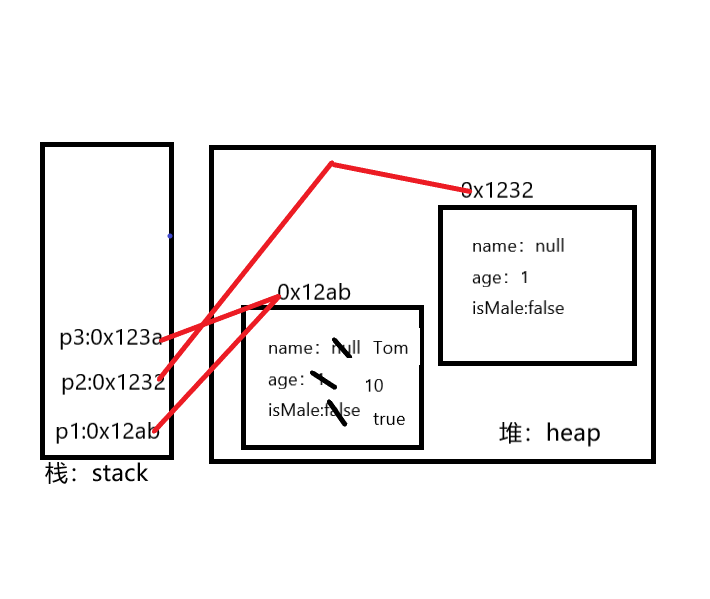 0x1232
name：null
age：1
isMale:false
0x12ab
name：null Tom
age：1 10
isMale:false true
p3:0x123a
p2:0x1232
p1:0x12ab
堆：heap
栈：stack